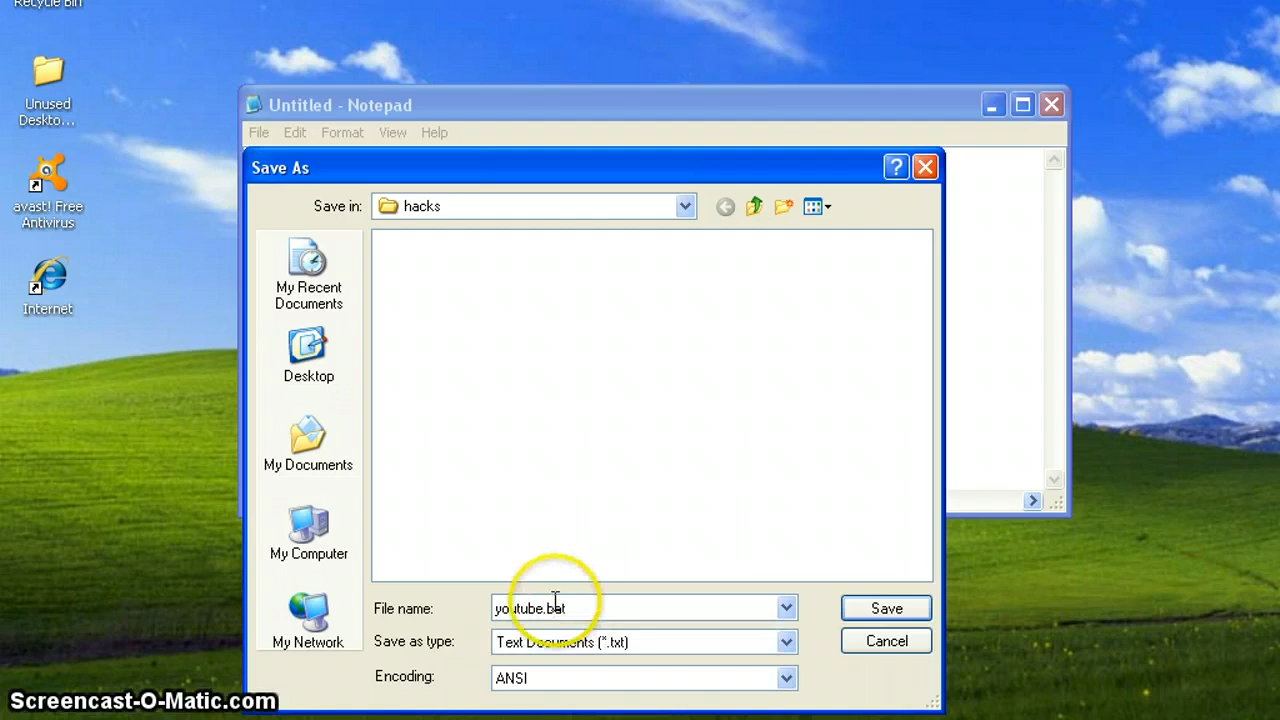 Recycle Bin
Unused
Deskto...
avast! Free
Antivirus
Internet
Untitled - Notepad
File Edit Format View Help
Save As
Save in: hacks
My Recent
Documents
Desktop
My Documents
My Computer
My Network
File name: youtube.bat
Save
Save as type: Text Documents (*.txt)
Cancel
Encoding: ANSI
Screencast-O-Matic.com